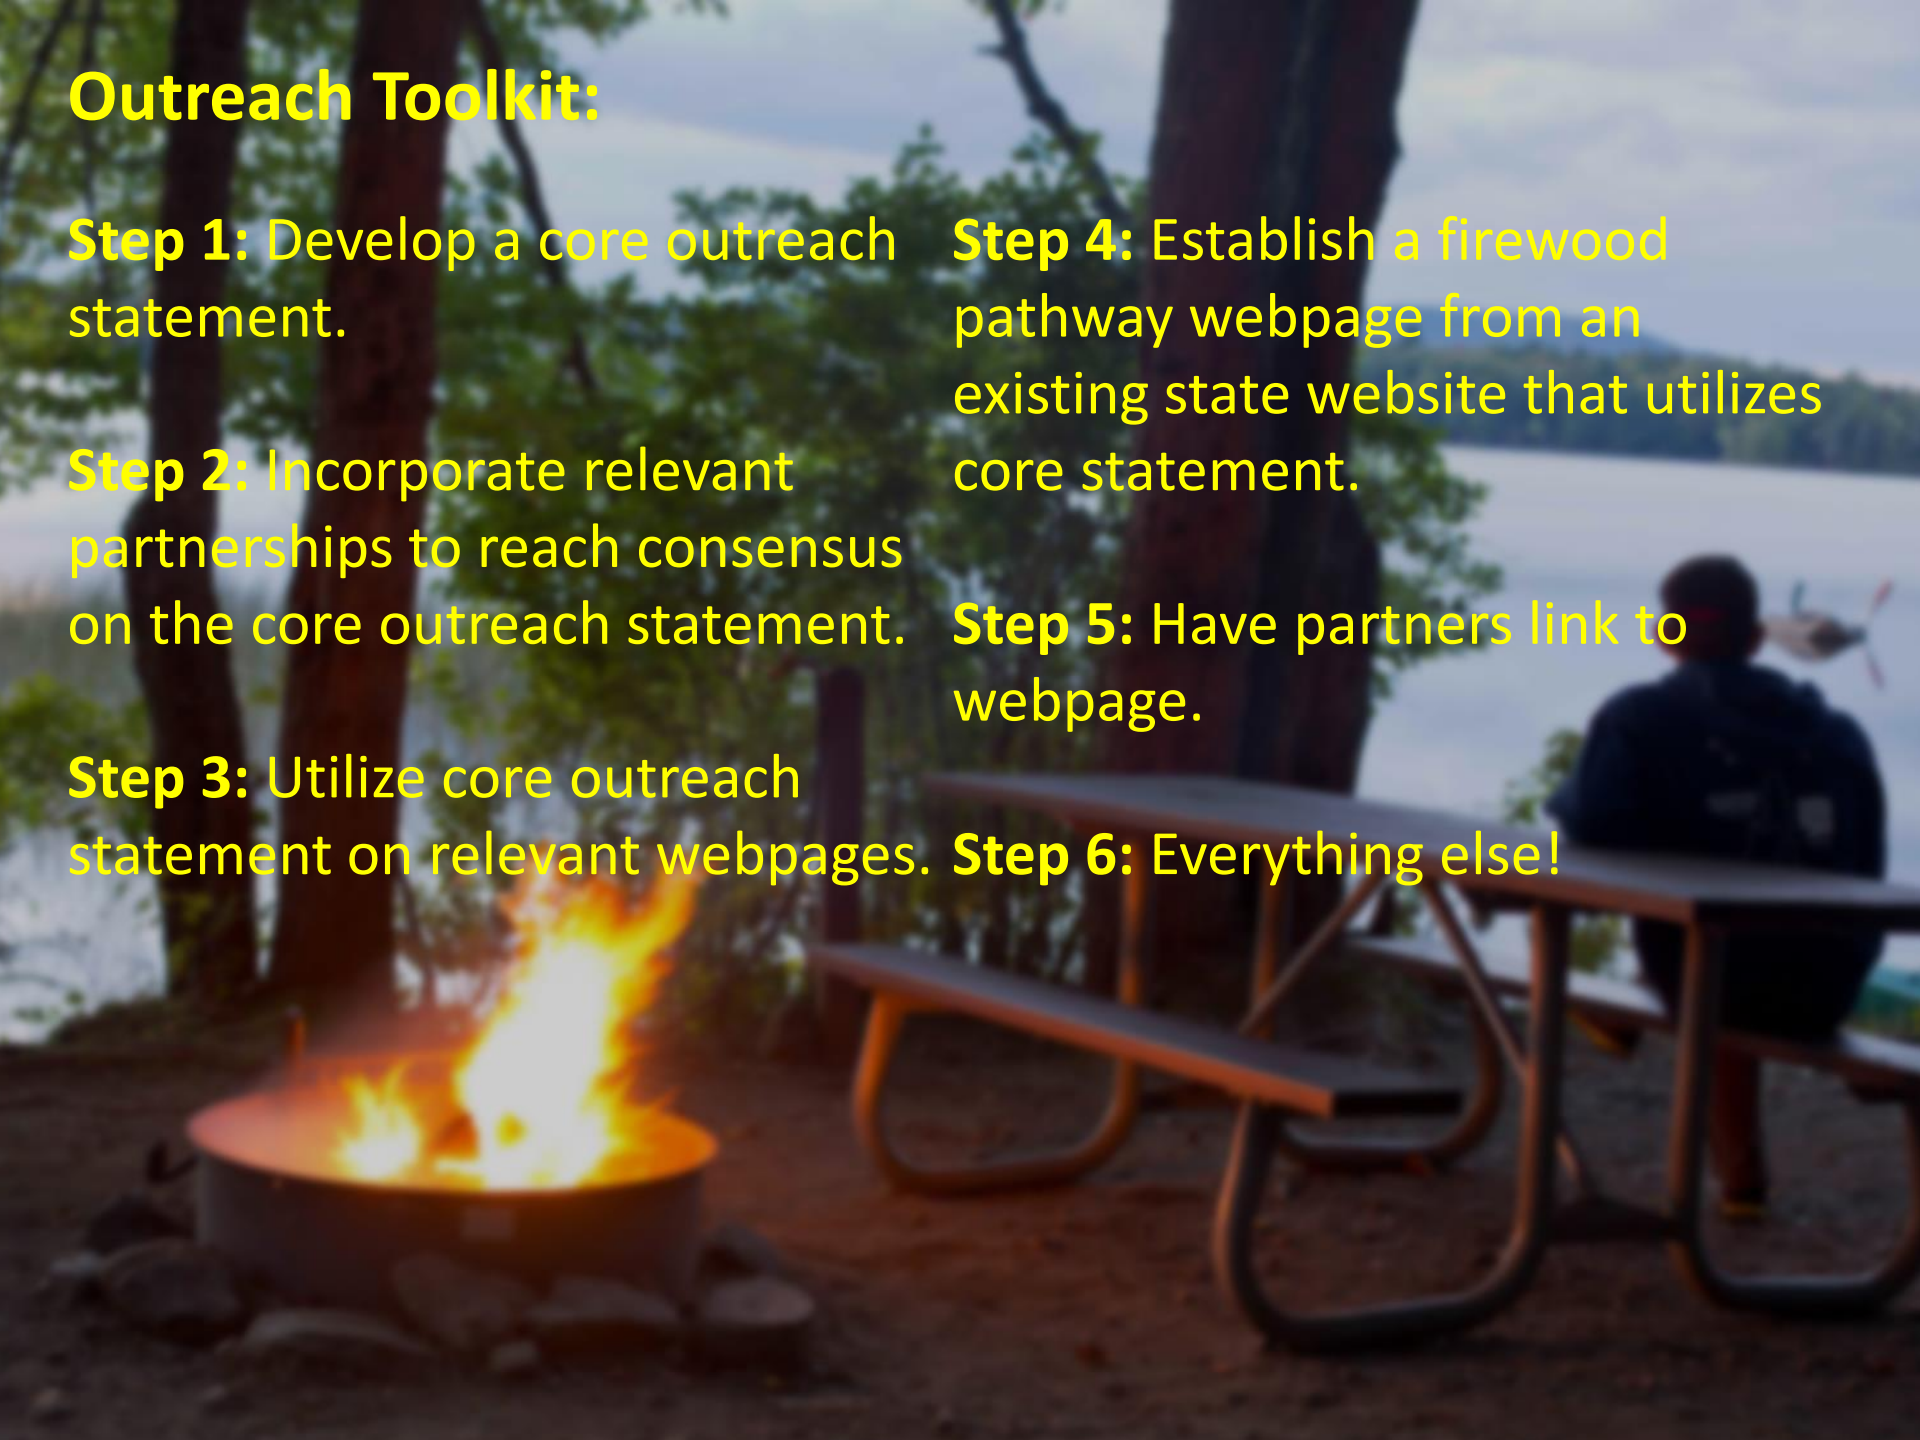 Outreach Toolkit:
Step 1: Develop a core outreach
statement.
Step 2: Incorporate relevant
partnerships to reach consensus
on the core outreach statement.
Step 3: Utilize core outreach
statement on relevant webpages.
Step 4: Establish a firewood
pathway webpage from an
existing state website that utilizes
core statement.
Step 5: Have partners link to
webpage.
Step 6: Everything else!